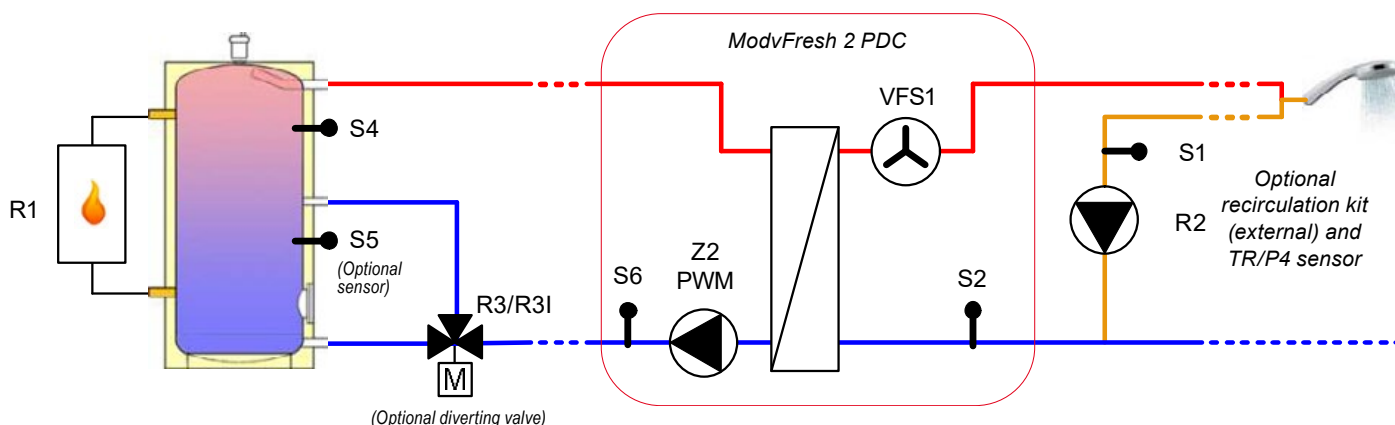 ModvFresh 2 PDC
VFS1
S4
S1
R1
Optional
recirculation kit
(external) and
TR/P4 sensor
R2
S5
(Optional
sensor)
Z2
PWM
S6
S2
R3/R3I
M
(Optional diverting valve)